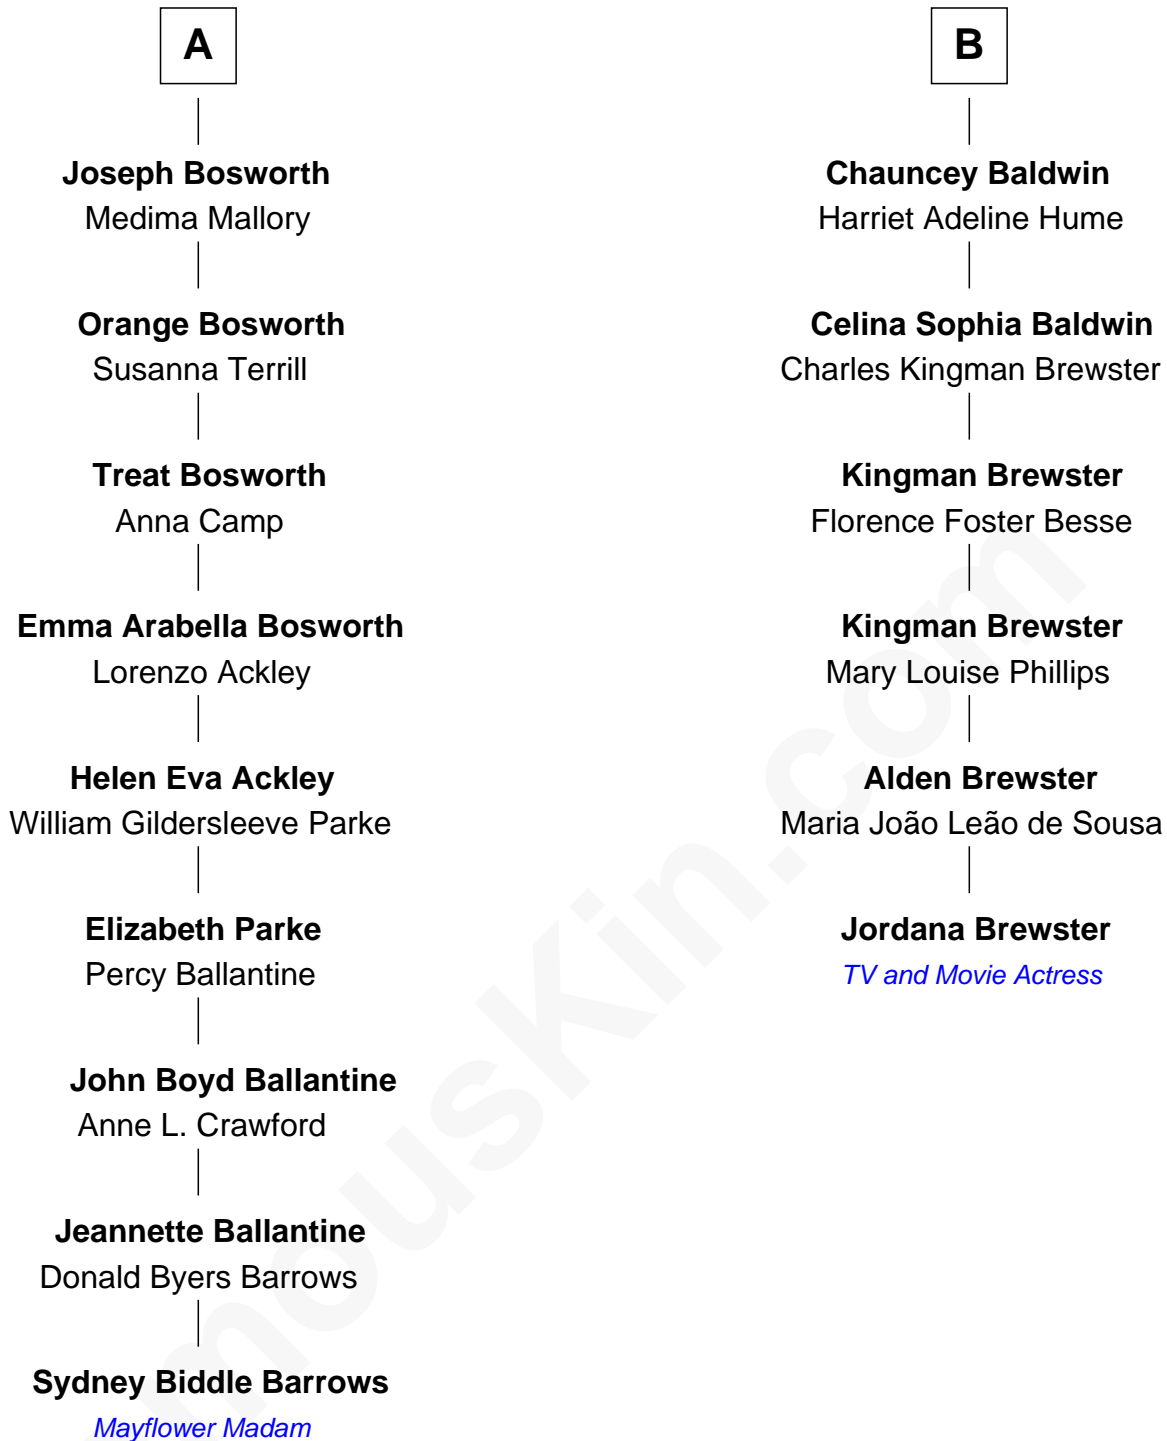 A
Joseph Bosworth
Medima Mallory
Orange Bosworth
Susanna Terrill
Treat Bosworth
Anna Camp
Emma Arabella Bosworth
Lorenzo Ackley
Helen Eva Ackley
William Gildersleeve Parke
Elizabeth Parke
Percy Ballantine
John Boyd Ballantine
Anne L. Crawford
Jeannette Ballantine
Donald Byers Barrows
Sydney Biddle Barrows
Mayflower Madam
B
Chauncey Baldwin
Harriet Adeline Hume
Celina Sophia Baldwin
Charles Kingman Brewster
Kingman Brewster
Florence Foster Besse
Kingman Brewster
Mary Louise Phillips
Alden Brewster
Maria João Leão de Sousa
Jordana Brewster
TV and Movie Actress
mouskin.com